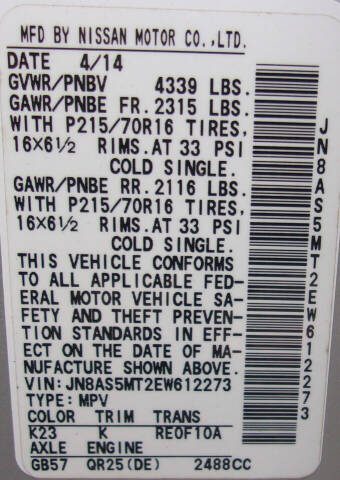 MFD BY NISSAN MOTOR CO.,LTD.
DATE 4/14
GVWR/PNBV 4339 LBS.
GAWR/PNBE FR. 2315 LBS.
WITH P215/70R16 TIRES,
16X6½ RIMS. AT 33 PSI
COLD SINGLE.
GAWR/PNBE RR. 2116 LBS.
WITH P215/70R16 TIRES,
16X6½ RIMS. AT 33 PSI
COLD SINGLE.
THIS VEHICLE CONFORMS
TO ALL APPLICABLE FED-
ERAL MOTOR VEHICLE SA-
FETY AND THEFT PREVEN-
TION STANDARDS IN EFF-
ECT ON THE DATE OF MA-
NUFACTURE SHOWN ABOVE.
VIN: JN8AS5MT2EW612273
TYPE: MPV
COLOR TRIM TRANS
K23 K RE0F10A
AXLE ENGINE
GB57 QR25(DE) 2488CC
JN8AS5MT2EW612273